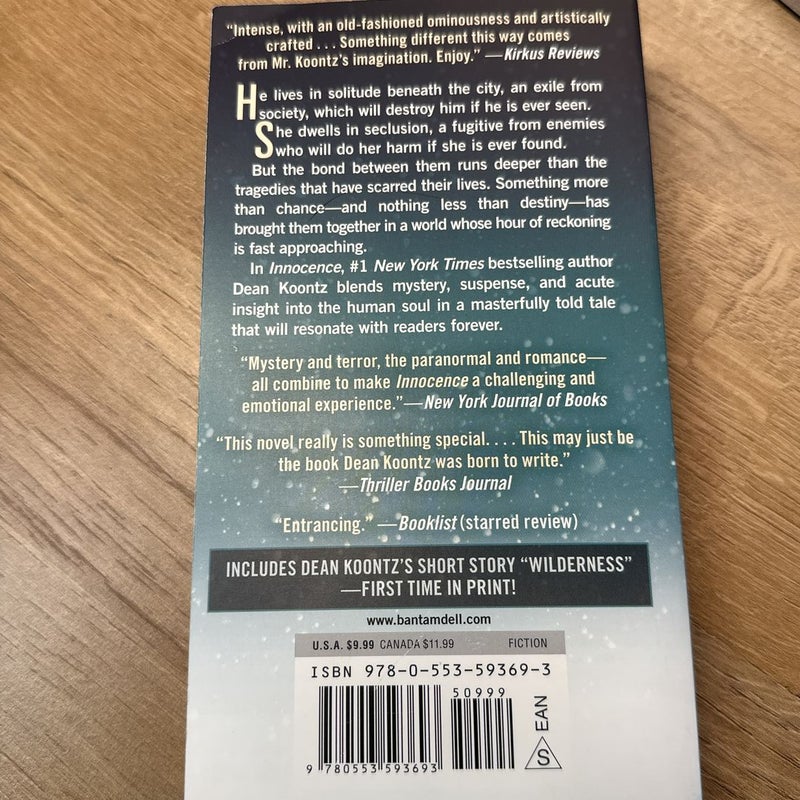 “Intense, with an old-fashioned ominousness and artistically
crafted . . . Something different this way comes
from Mr. Koontz’s imagination. Enjoy.” —Kirkus Reviews
He lives in solitude beneath the city, an exile from
society, which will destroy him if he is ever seen.
She dwells in seclusion, a fugitive from enemies
who will do her harm if she is ever found.
But the bond between them runs deeper than the
tragedies that have scarred their lives. Something more
than chance—and nothing less than destiny—has
brought them together in a world whose hour of reckoning
is fast approaching.
In Innocence, #1 New York Times bestselling author
Dean Koontz blends mystery, suspense, and acute
insight into the human soul in a masterfully told tale
that will resonate with readers forever.
“Mystery and terror, the paranormal and romance—
all combine to make Innocence a challenging and
emotional experience.”—New York Journal of Books
“This novel really is something special. . . . This may just be
the book Dean Koontz was born to write.”
—Thriller Books Journal
“Entrancing.” —Booklist (starred review)
INCLUDES DEAN KOONTZ’S SHORT STORY “WILDERNESS”
—FIRST TIME IN PRINT!
www.bantamdell.com
U.S.A. $9.99 CANADA $11.99 FICTION
ISBN 978-0-553-59369-3
50999
9 780553 593693
S EAN